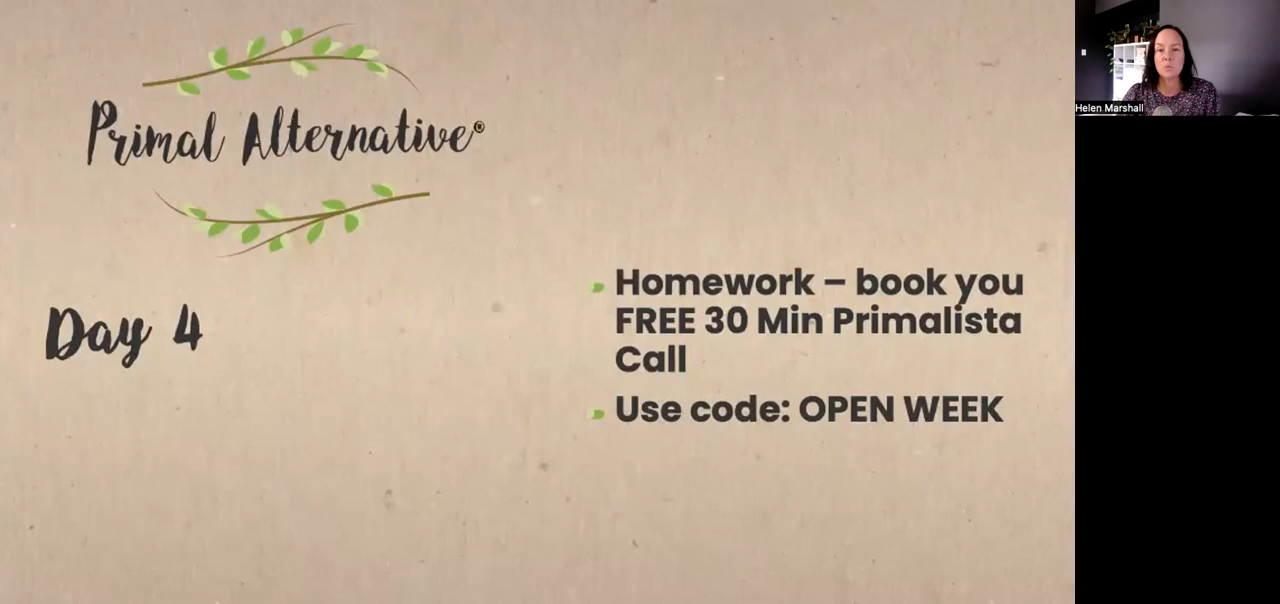 Primal Alternative®
Day 4
Homework – book you
FREE 30 Min Primalista
Call
Use code: OPEN WEEK
Helen Marshall